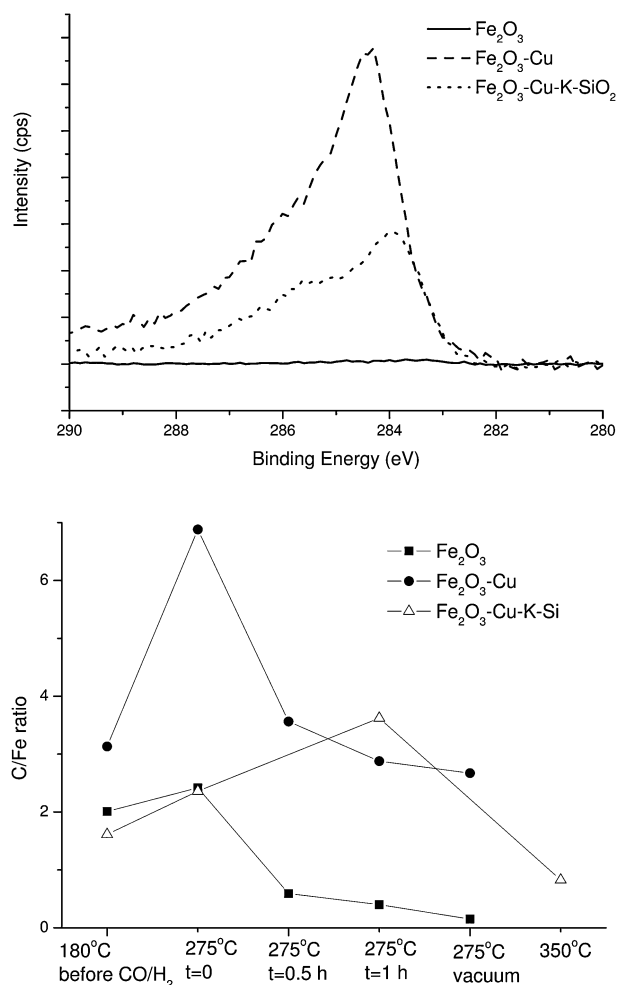 Fe₂O₃
Fe₂O₃-Cu
Fe₂O₃-Cu-K-SiO₂
Intensity (cps)
290 288 286 284 282 280
Binding Energy (eV)
Fe₂O₃
Fe₂O₃-Cu
Fe₂O₃-Cu-K-Si
6
4
2
0
C/Fe ratio
180°C 275°C 275°C 275°C 275°C 350°C
before CO/H₂ t=0 t=0.5 h t=1 h vacuum